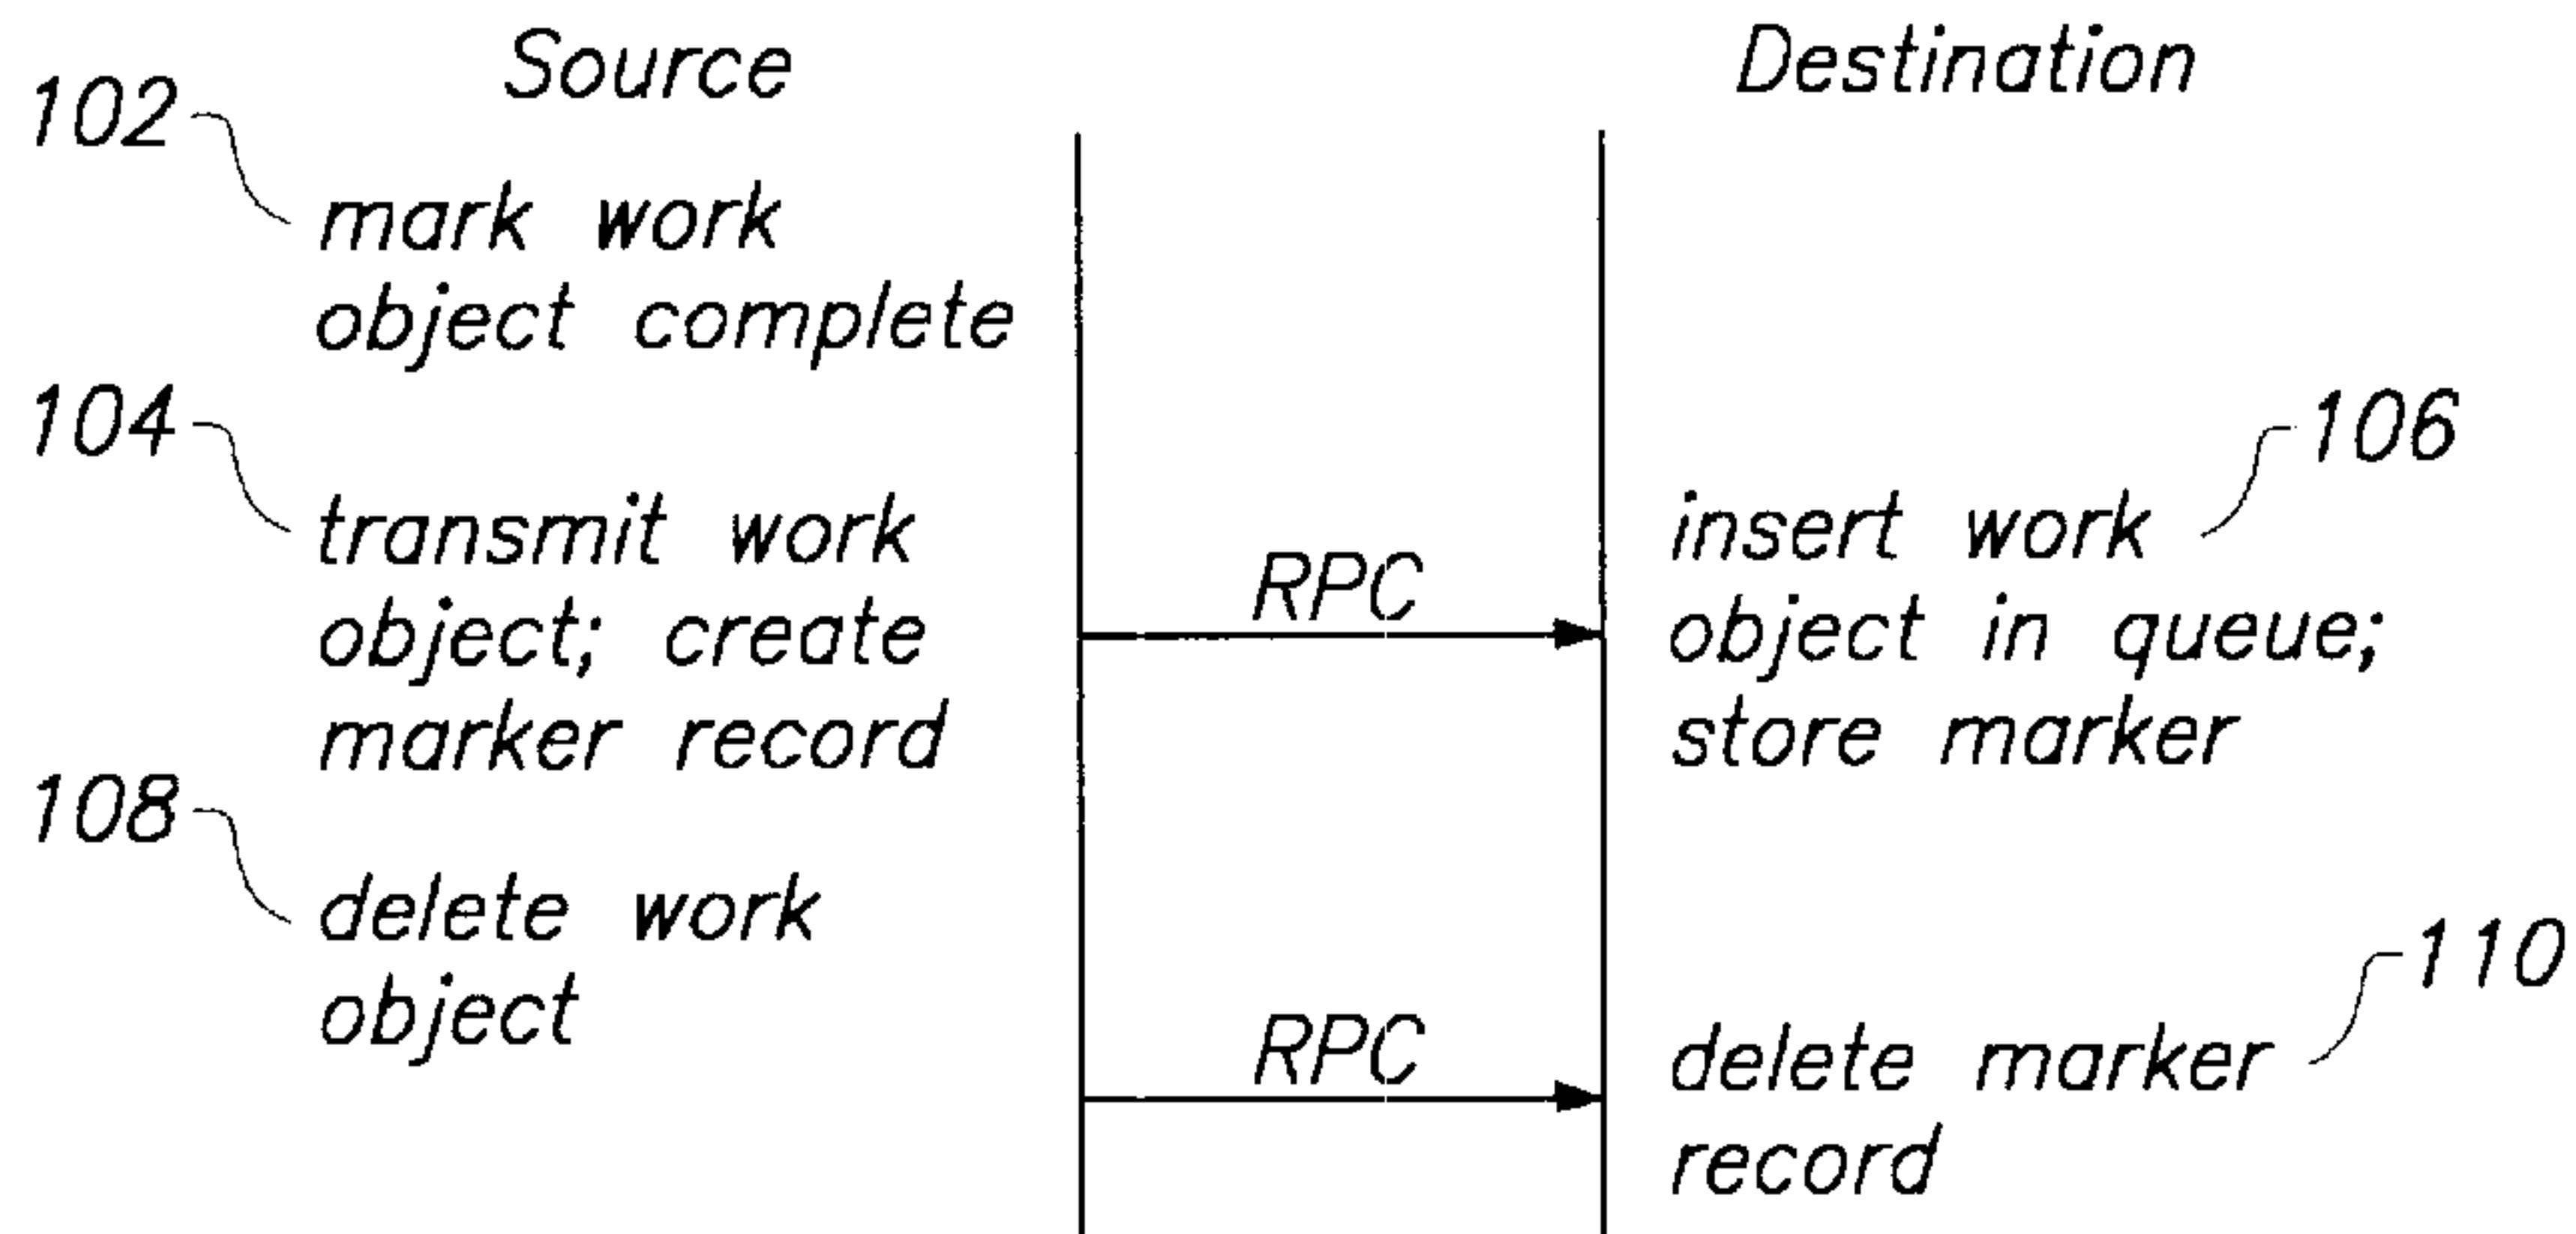 Source
Destination
102
mark work
object complete
104
transmit work
object; create
marker record
RPC
106
insert work
object in queue;
store marker
108
delete work
object
RPC
110
delete marker
record